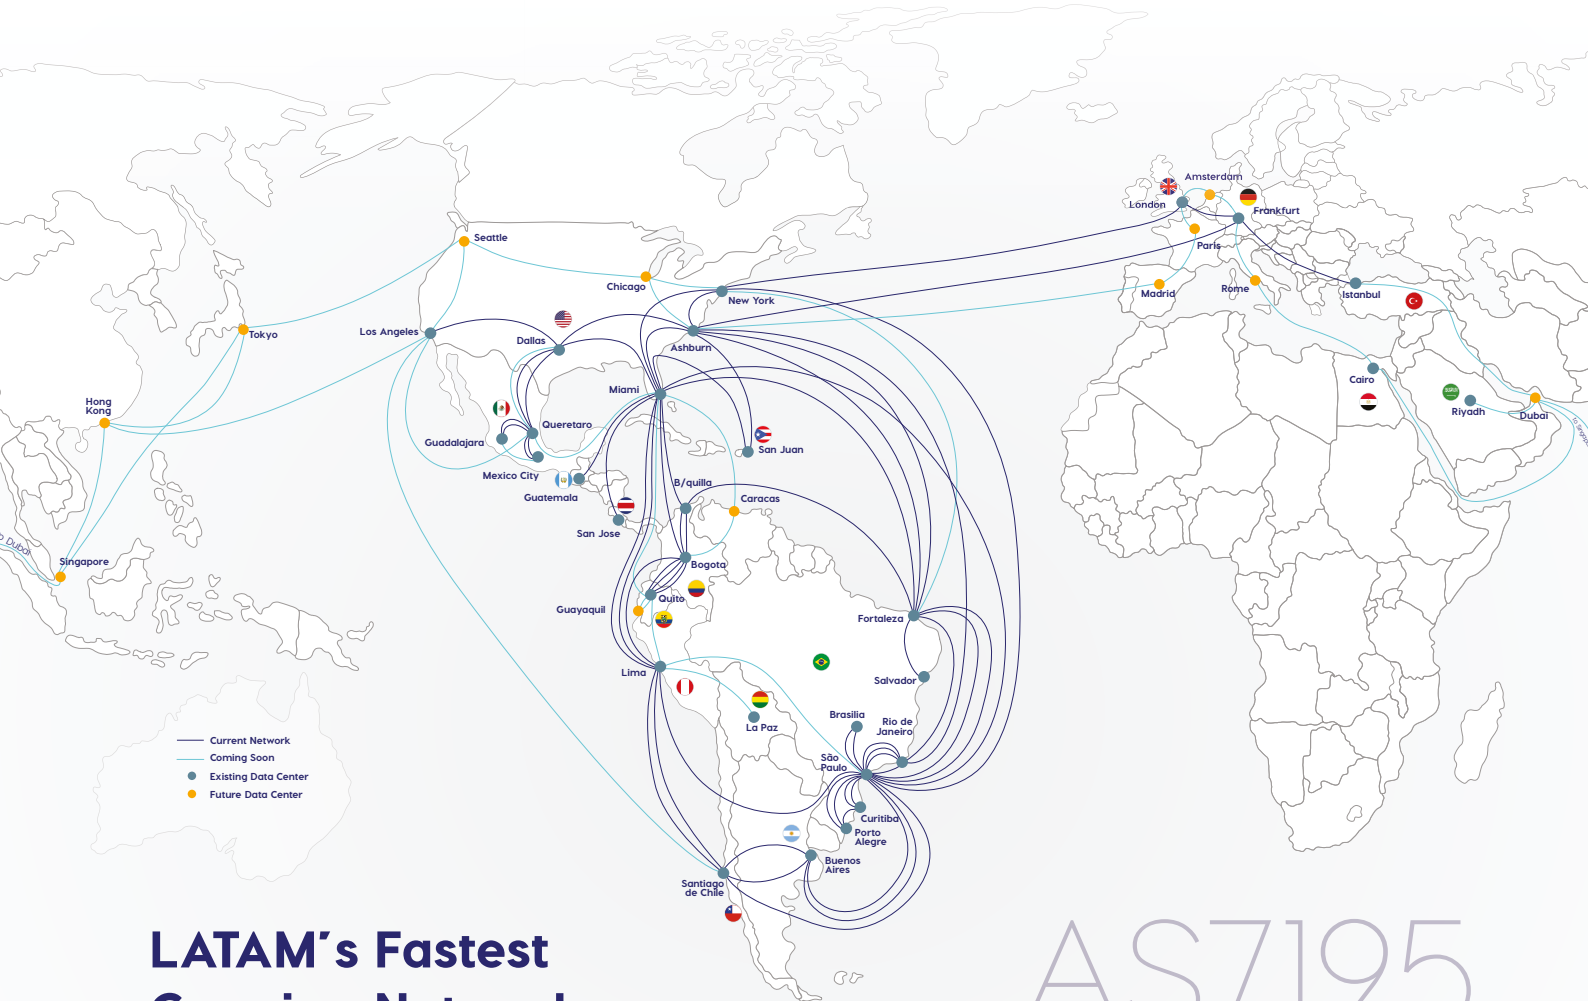 Amsterdam
London
Frankfurt
Paris
Seattle
Chicago
New York
Madrid
Rome
Istanbul
Tokyo
Los Angeles
Dallas
Ashburn
Cairo
Miami
Riyadh
Dubai
Hong
Kong
Queretaro
Guadalajara
San Juan
Mexico City
B/quilla
Guatemala
Caracas
San Jose
Dubai
Singapore
Bogota
Quito
Guayaquil
Fortaleza
Lima
Salvador
Brasilia
Rio de
Janeiro
La Paz
São
Paulo
Current Network
Coming Soon
Existing Data Center
Future Data Center
Curitiba
Porto
Alegre
Buenos
Aires
Santiago
de Chile
LATAM´s Fastest
Growing Network
AS7195